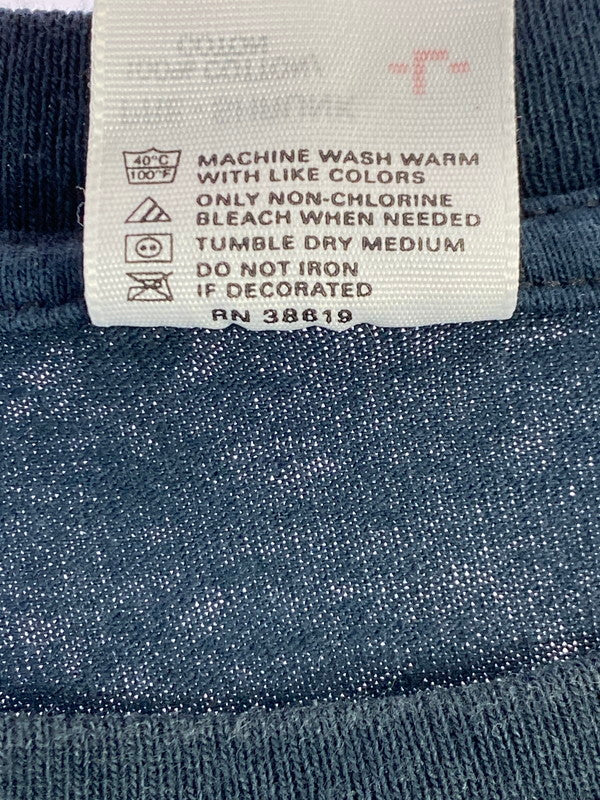 40°C
100°F
MACHINE WASH WARM
WITH LIKE COLORS
ONLY NON-CHLORINE
BLEACH WHEN NEEDED
TUMBLE DRY MEDIUM
DO NOT IRON
IF DECORATED
RN 38619